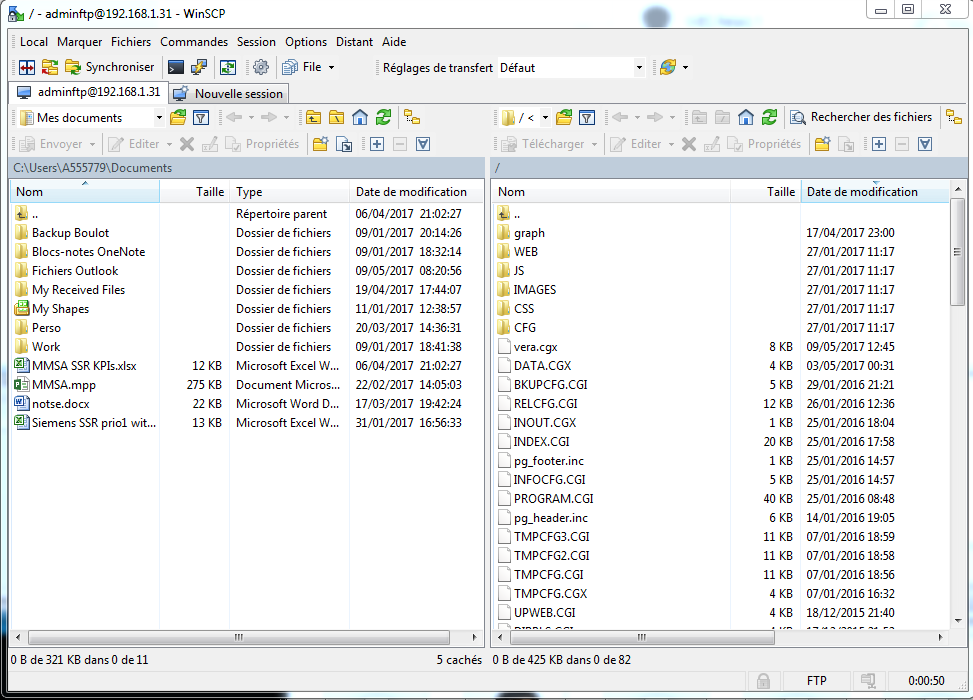 / - adminftp@192.168.1.31 - WinSCP
Local Marquer Fichiers Commandes Session Options Distant Aide
Synchroniser File Réglages de transfert Défaut
adminftp@192.168.1.31 Nouvelle session
Mes documents / < Rechercher des fichiers
Envoyer Editer Propriétés Télécharger Editer Propriétés
C:\Users\A555779\Documents
/
Nom Taille Type Date de modification
.. Répertoire parent 06/04/2017 21:02:27
Backup Boulot Dossier de fichiers 09/01/2017 20:14:26
Blocs-notes OneNote Dossier de fichiers 09/01/2017 18:32:14
Fichiers Outlook Dossier de fichiers 09/05/2017 08:20:56
My Received Files Dossier de fichiers 19/04/2017 17:44:07
My Shapes Dossier de fichiers 11/01/2017 12:38:57
Perso Dossier de fichiers 20/03/2017 14:36:31
Work Dossier de fichiers 09/01/2017 18:41:38
MMSA SSR KPIs.xlsx 12 KB Microsoft Excel W... 06/04/2017 21:02:27
MMSA.mpp 275 KB Document Micros... 22/02/2017 14:05:03
notse.docx 22 KB Microsoft Word D... 17/03/2017 19:42:24
Siemens SSR prio1 wit... 13 KB Microsoft Excel W... 31/01/2017 16:56:33
Nom Taille Date de modification
..
graph 17/04/2017 23:00
WEB 27/01/2017 11:17
JS 27/01/2017 11:17
IMAGES 27/01/2017 11:17
CSS 27/01/2017 11:17
CFG 27/01/2017 11:17
vera.cgx 8 KB 09/05/2017 12:45
DATA.CGX 4 KB 03/05/2017 00:31
BKUPCFG.CGI 5 KB 29/01/2016 21:21
RELCFG.CGI 12 KB 26/01/2016 12:36
INOUT.CGX 1 KB 25/01/2016 18:04
INDEX.CGI 20 KB 25/01/2016 17:58
pg_footer.inc 1 KB 25/01/2016 14:57
INFOCFG.CGI 5 KB 25/01/2016 14:57
PROGRAM.CGI 40 KB 25/01/2016 08:48
pg_header.inc 6 KB 14/01/2016 19:05
TMPCFG3.CGI 11 KB 07/01/2016 18:59
TMPCFG2.CGI 11 KB 07/01/2016 18:58
TMPCFG.CGI 11 KB 07/01/2016 18:56
TMPCFG.CGX 4 KB 07/01/2016 16:32
UPWEB.CGI 4 KB 18/12/2015 21:40
0 B de 321 KB dans 0 de 11 5 cachés 0 B de 425 KB dans 0 de 82
FTP 0:00:50